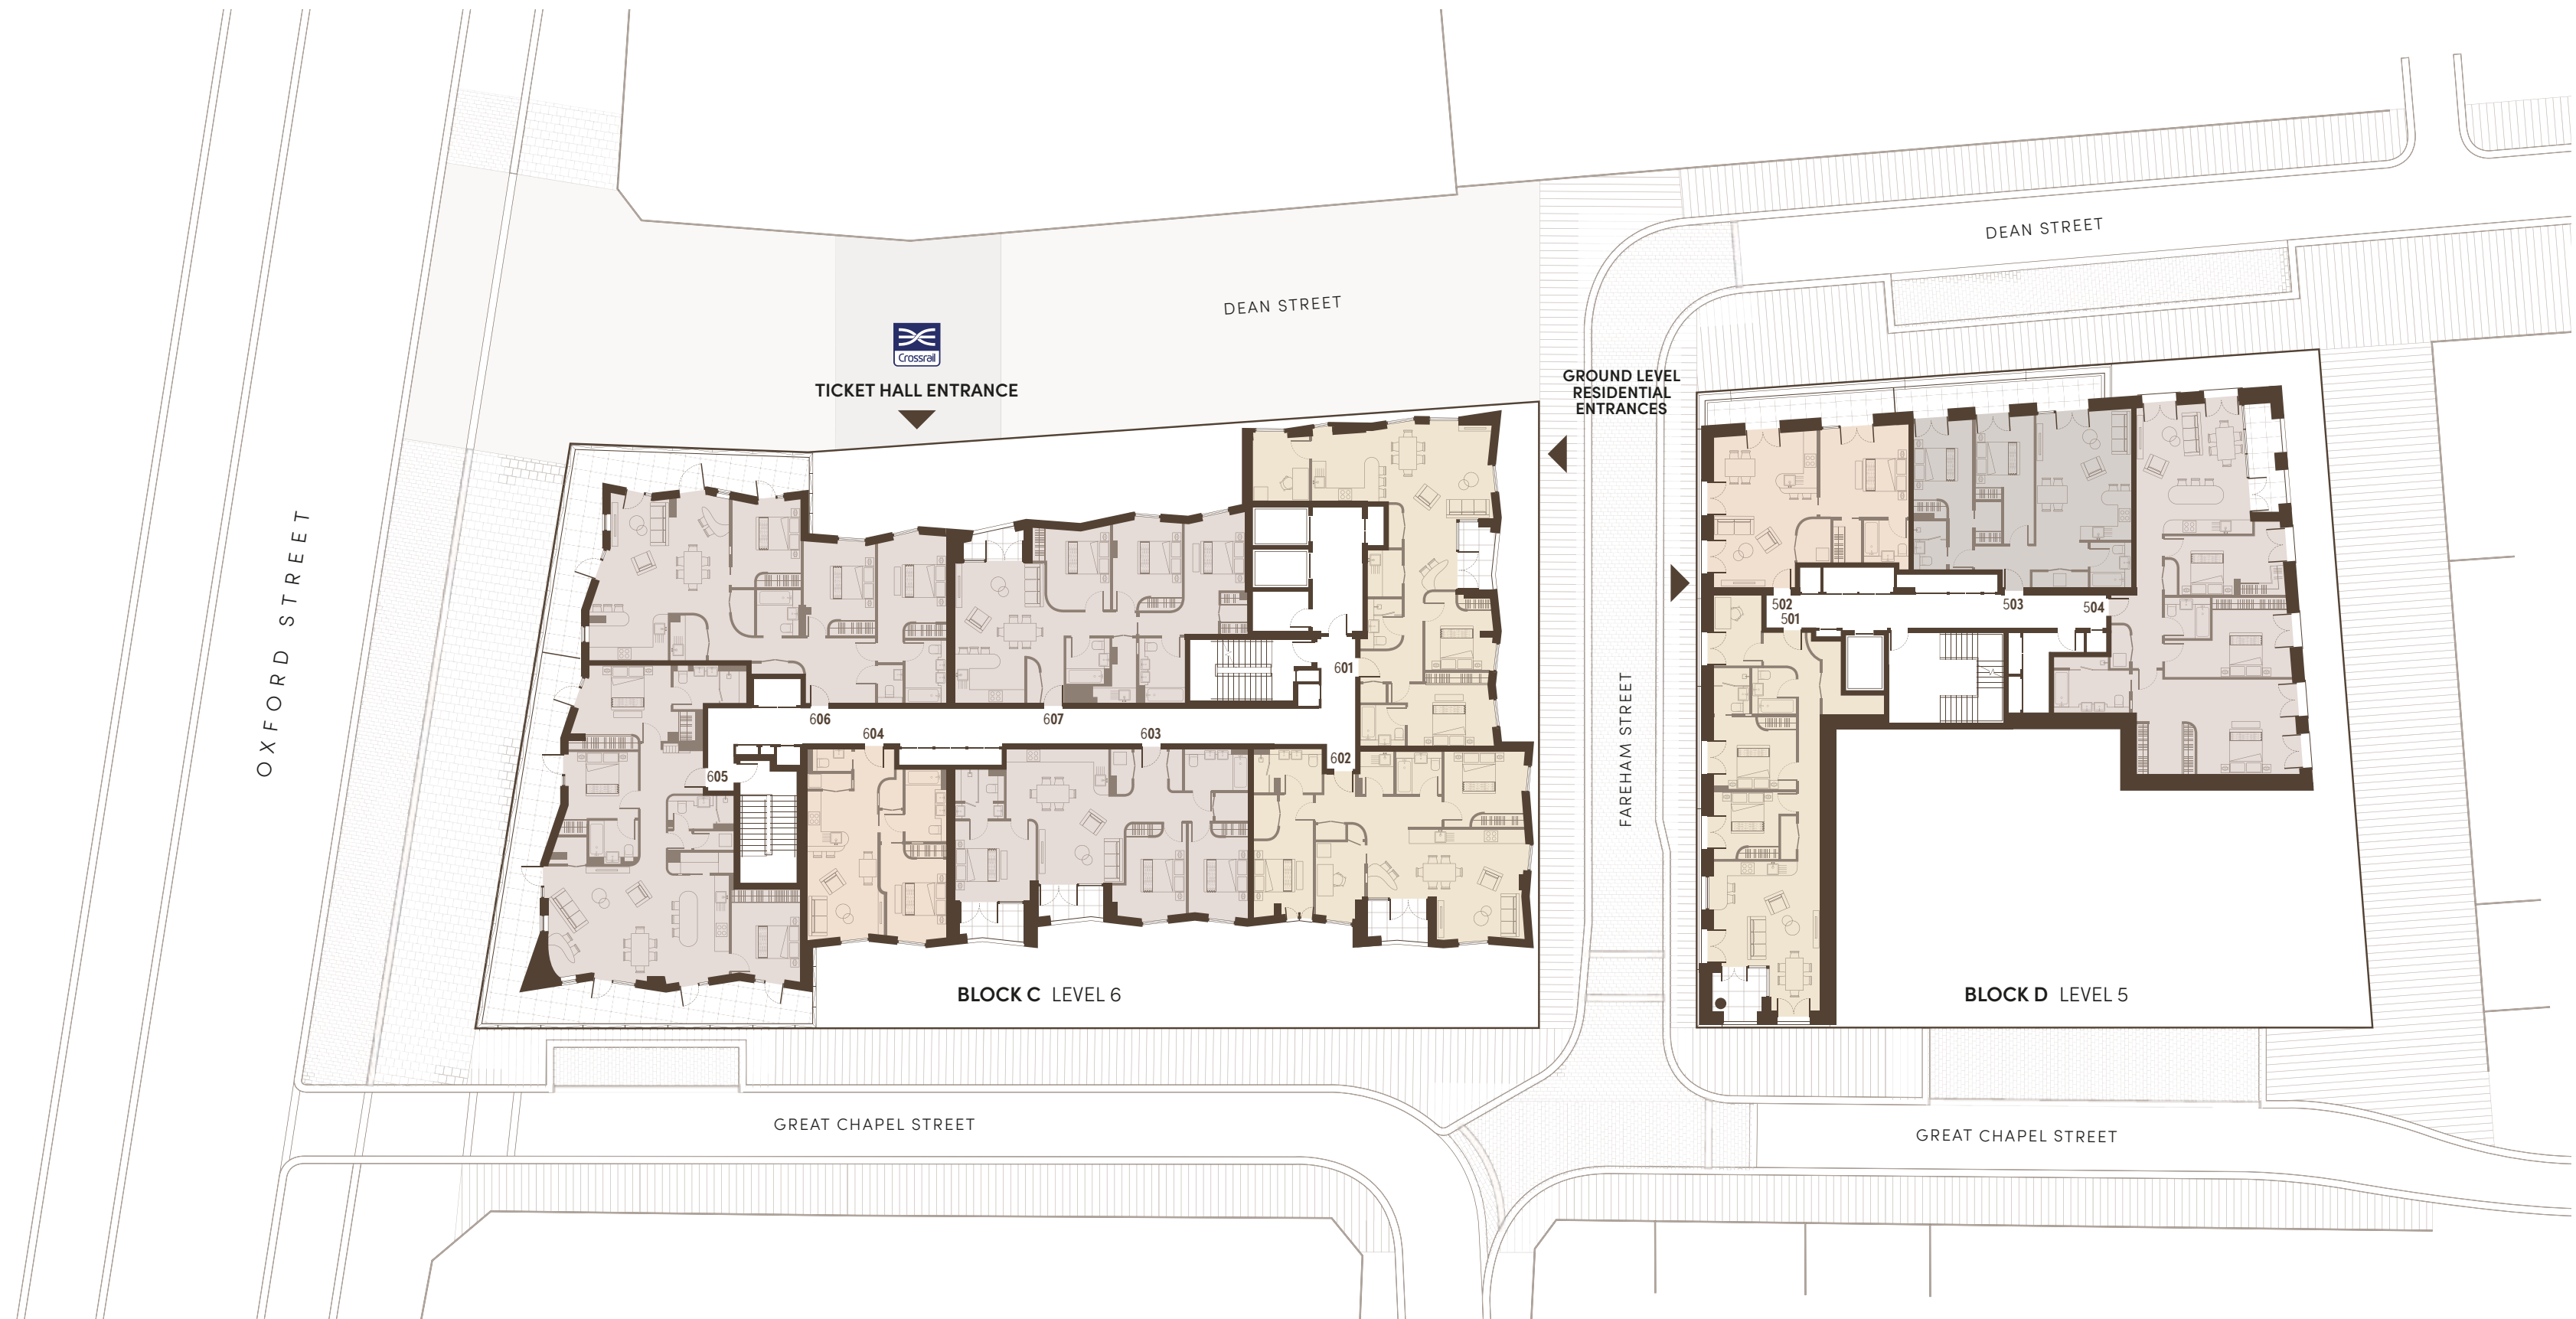 DEAN STREET
DEAN STREET
Crossrail
TICKET HALL ENTRANCE
GROUND LEVEL
RESIDENTIAL
ENTRANCES
OXFORD STREET
FAREHAM STREET
502
501
503
504
601
606
607
604
603
602
605
BLOCK C LEVEL 6
BLOCK D LEVEL 5
GREAT CHAPEL STREET
GREAT CHAPEL STREET